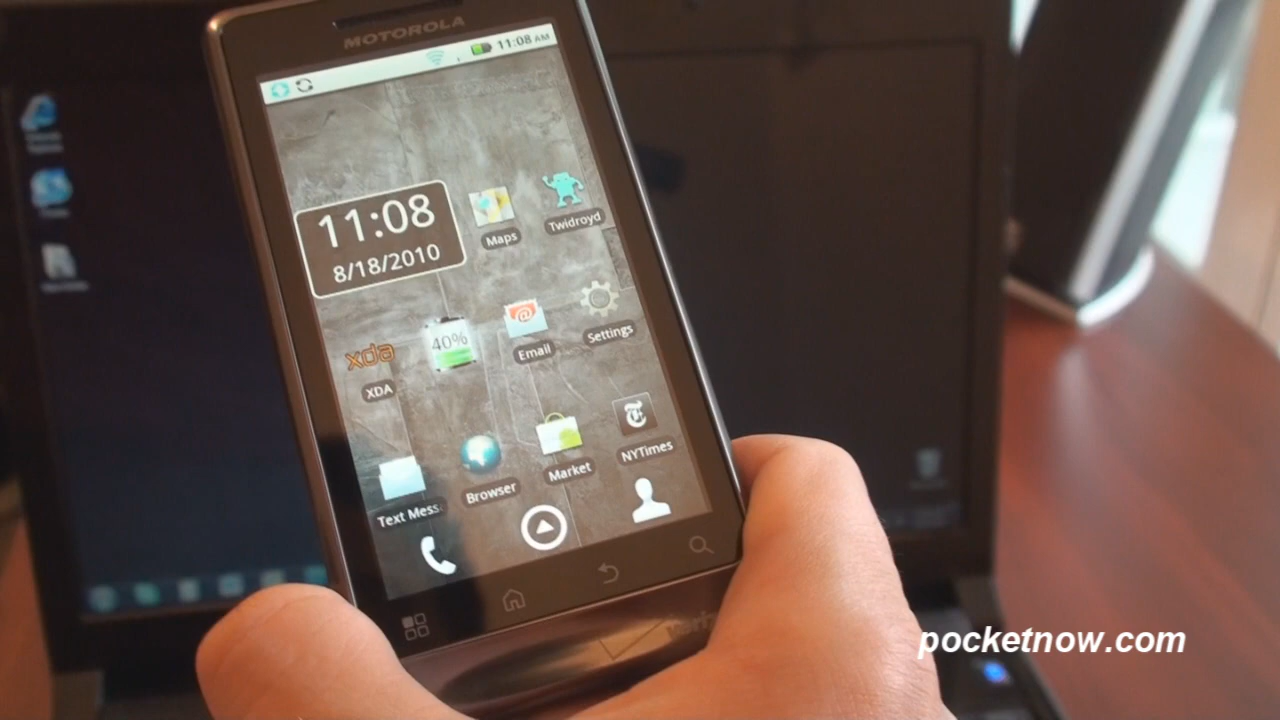 MOTOROLA
11:08 AM
11:08
8/18/2010
Maps
Twidroyd
xda
XDA
40%
Email
Settings
Text Mess
Browser
Market
NYTimes
pocketnow.com